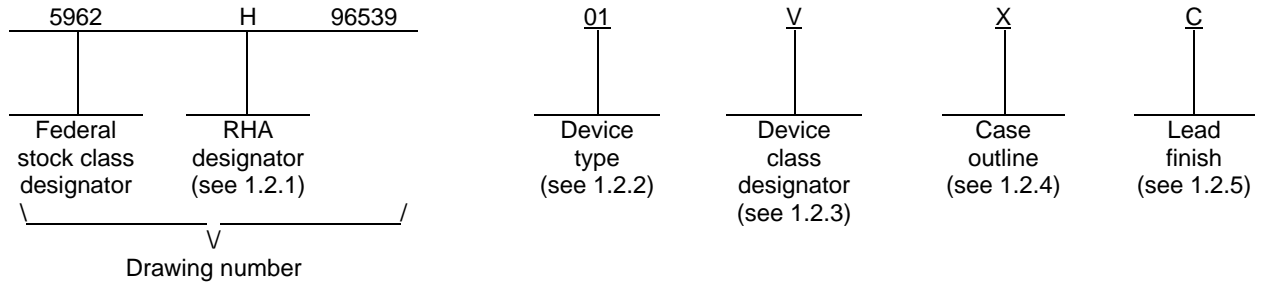 5962 H 96539 01 V X C
Federal RHA Device Device Case Lead
stock class designator type class outline finish
designator (see 1.2.1) (see 1.2.2) designator (see 1.2.4) (see 1.2.5)
(see 1.2.3)
Drawing number